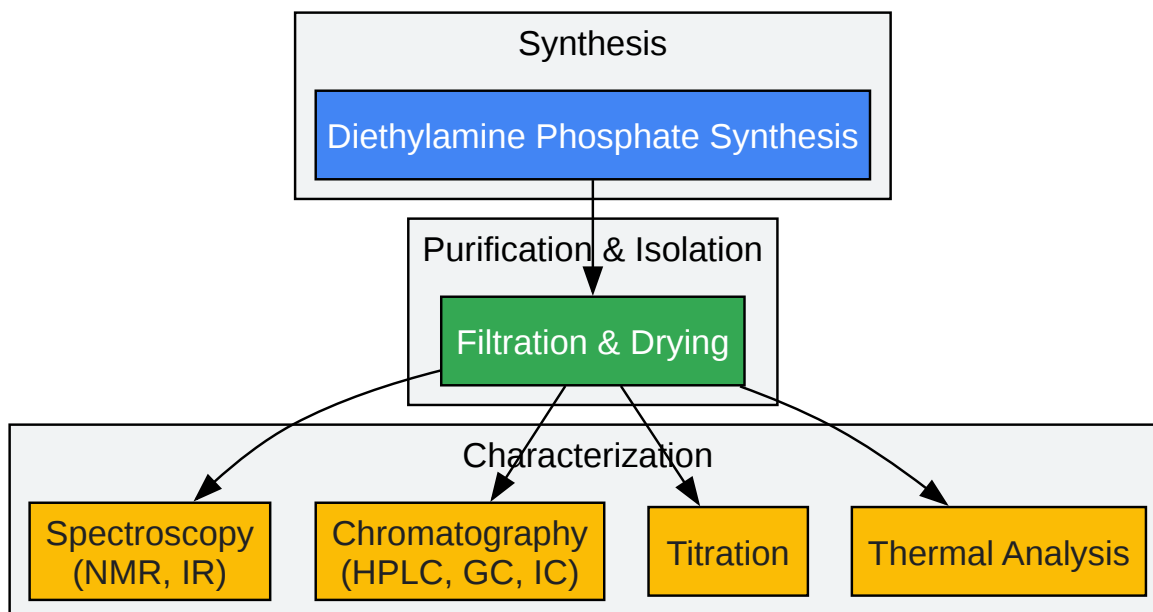 Synthesis
Diethylamine Phosphate Synthesis
Purification & Isolation
Filtration & Drying
Characterization
Spectroscopy
(NMR, IR)
Chromatography
(HPLC, GC, IC)
Titration
Thermal Analysis